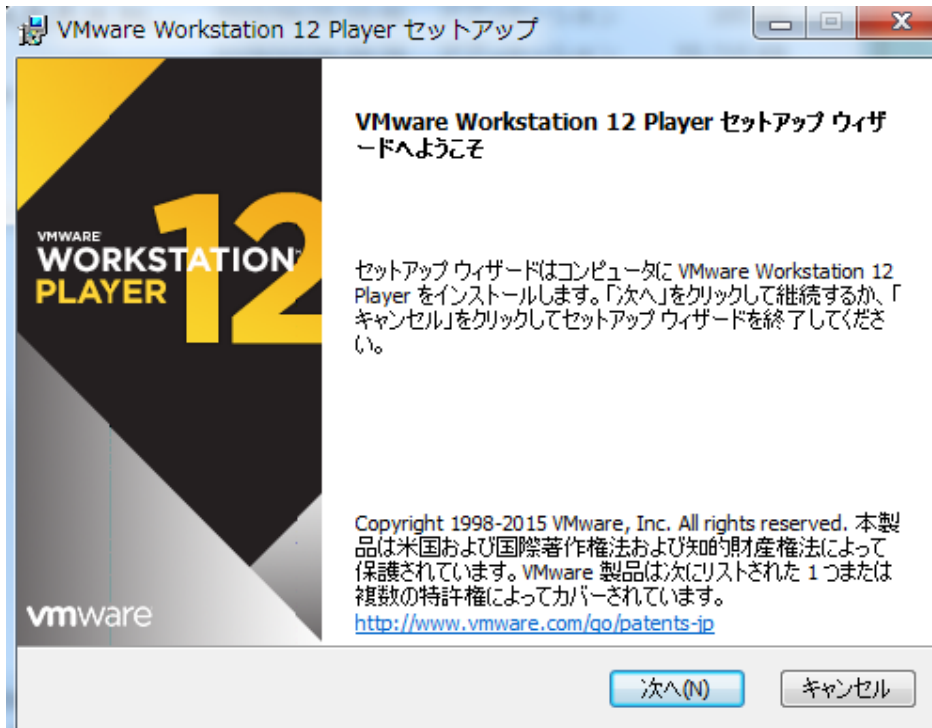 VMware Workstation 12 Player セットアップ
VMWARE
WORKSTATION
PLAYER
12
vmware
VMware Workstation 12 Player セットアップ ウィザ
ードへようこそ
セットアップ ウィザードはコンピュータに VMware Workstation 12
Player をインストールします。「次へ」をクリックして継続するか、「
キャンセル」をクリックしてセットアップ ウィザードを終了してくださ
い。
Copyright 1998-2015 VMware, Inc. All rights reserved. 本製
品は米国および国際著作権法および知的財産権法によって
保護されています。VMware 製品は次にリストされた 1 つまたは
複数の特許権によってカバーされています。
http://www.vmware.com/go/patents-jp
次へ(N)
キャンセル